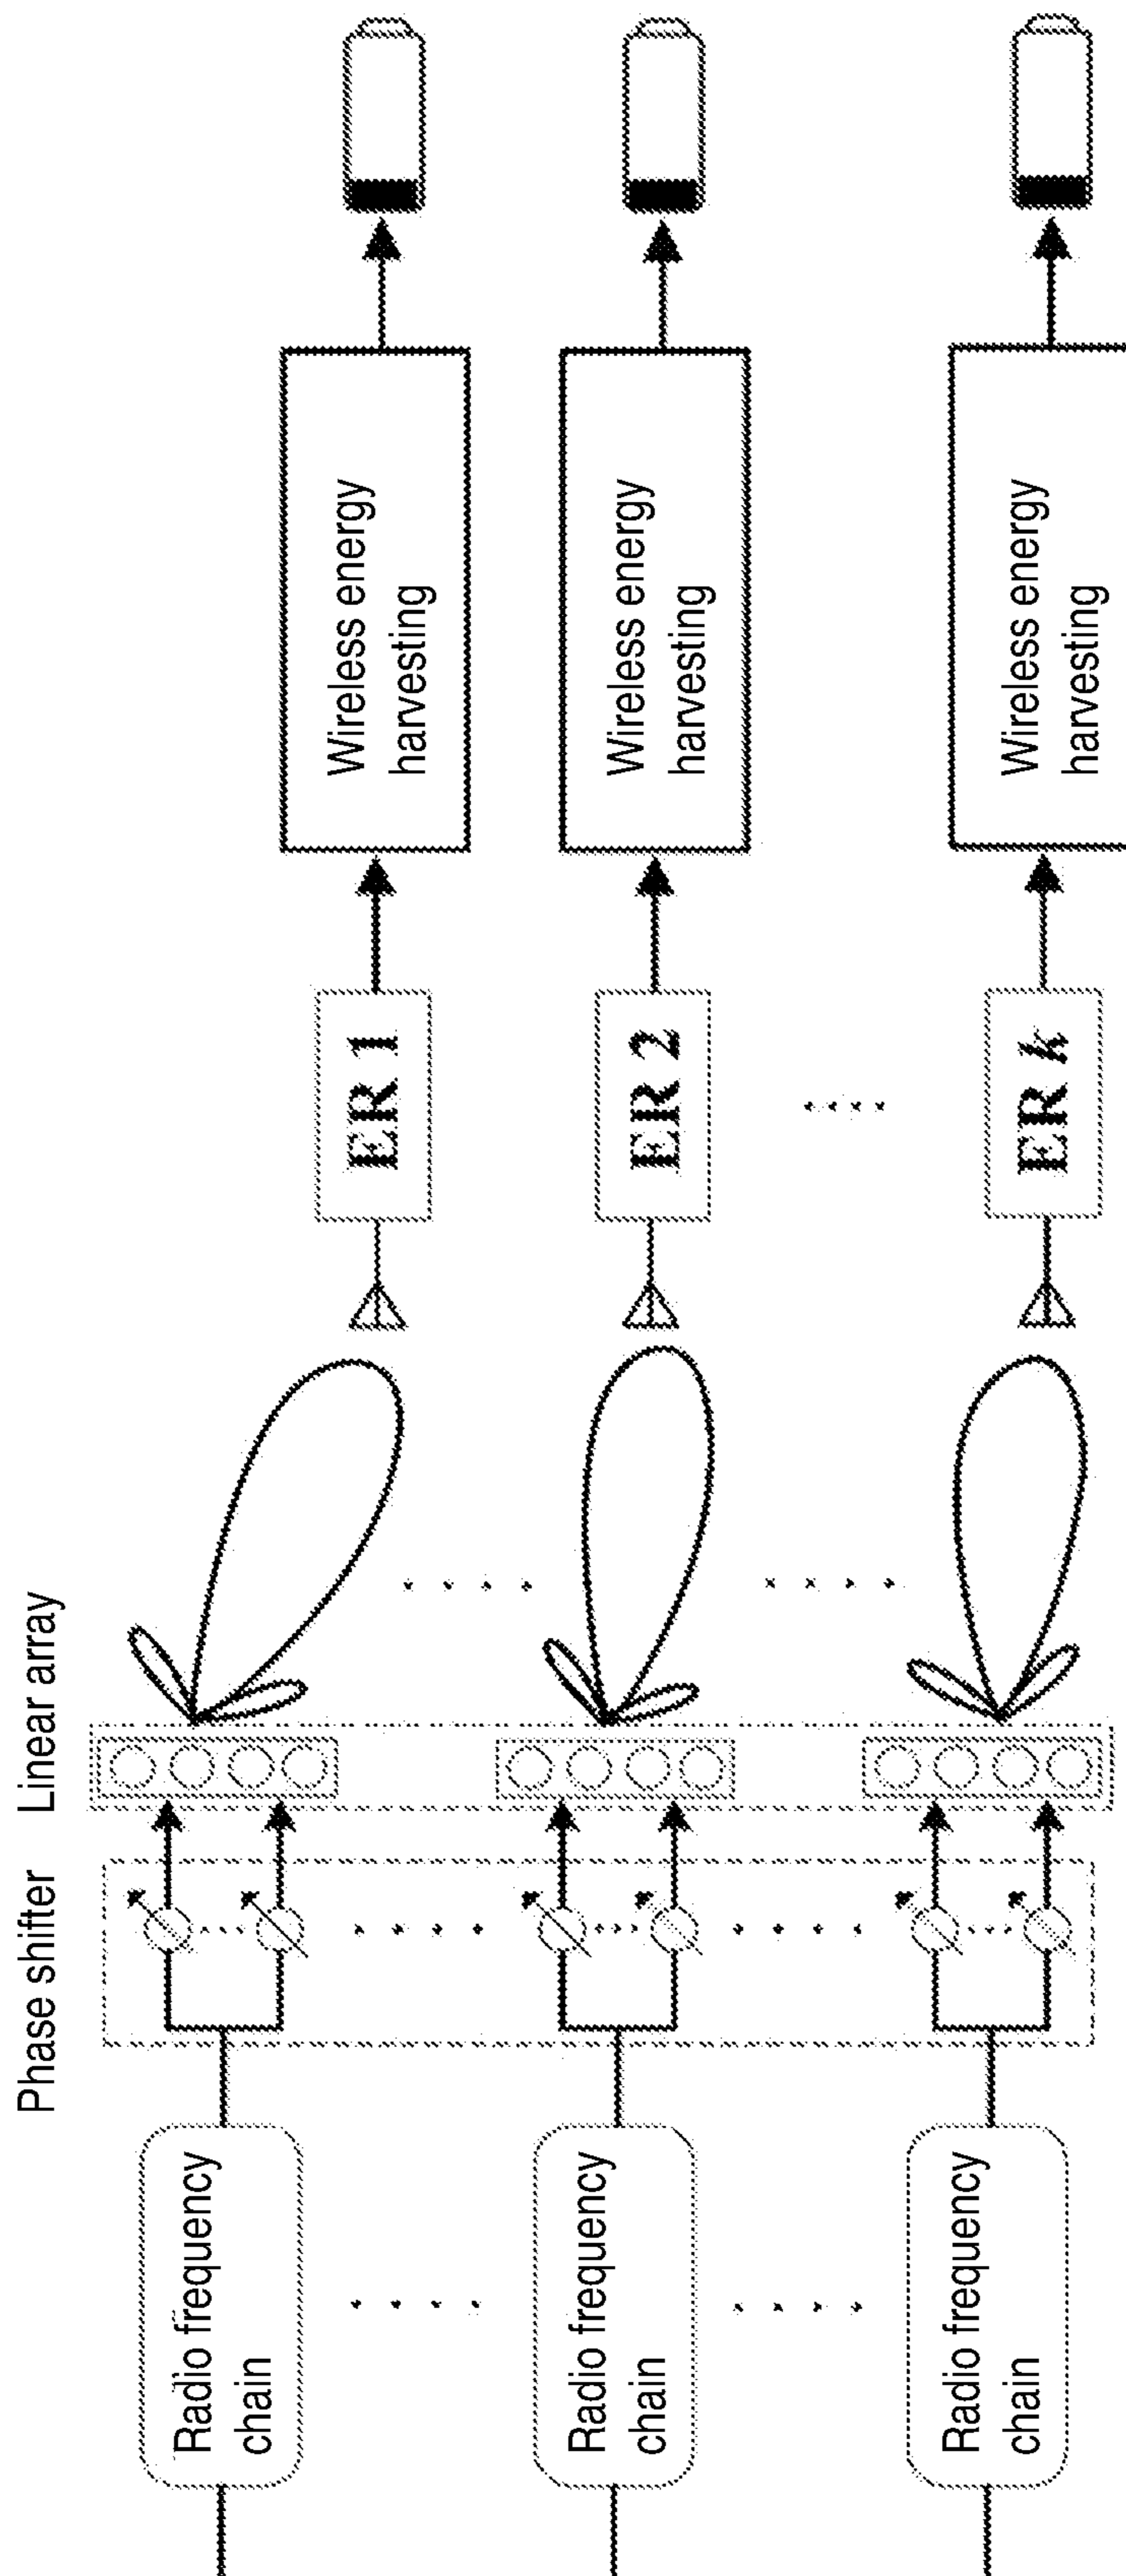 Phase shifter
Linear array
Radio frequency
chain
ER 1
Wireless energy
harvesting
Radio frequency
chain
ER 2
Wireless energy
harvesting
Radio frequency
chain
ER k
Wireless energy
harvesting